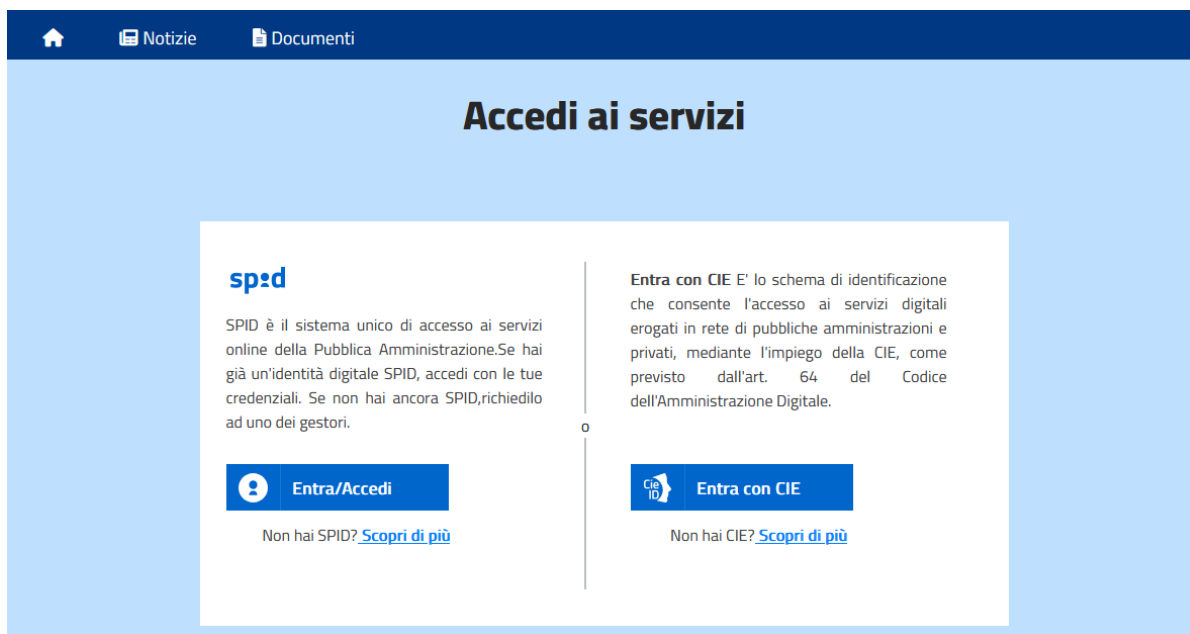 Notizie
Documenti
Accedi ai servizi
spid
SPID è il sistema unico di accesso ai servizi
online della Pubblica Amministrazione.Se hai
già un'identità digitale SPID, accedi con le tue
credenziali. Se non hai ancora SPID,richiedilo
ad uno dei gestori.
Entra/Accedi
Non hai SPID? Scopri di più
o
Entra con CIE E' lo schema di identificazione
che consente l'accesso ai servizi digitali
erogati in rete di pubbliche amministrazioni e
privati, mediante l'impiego della CIE, come
previsto dall'art. 64 del Codice
dell'Amministrazione Digitale.
Cie
ID
Entra con CIE
Non hai CIE? Scopri di più